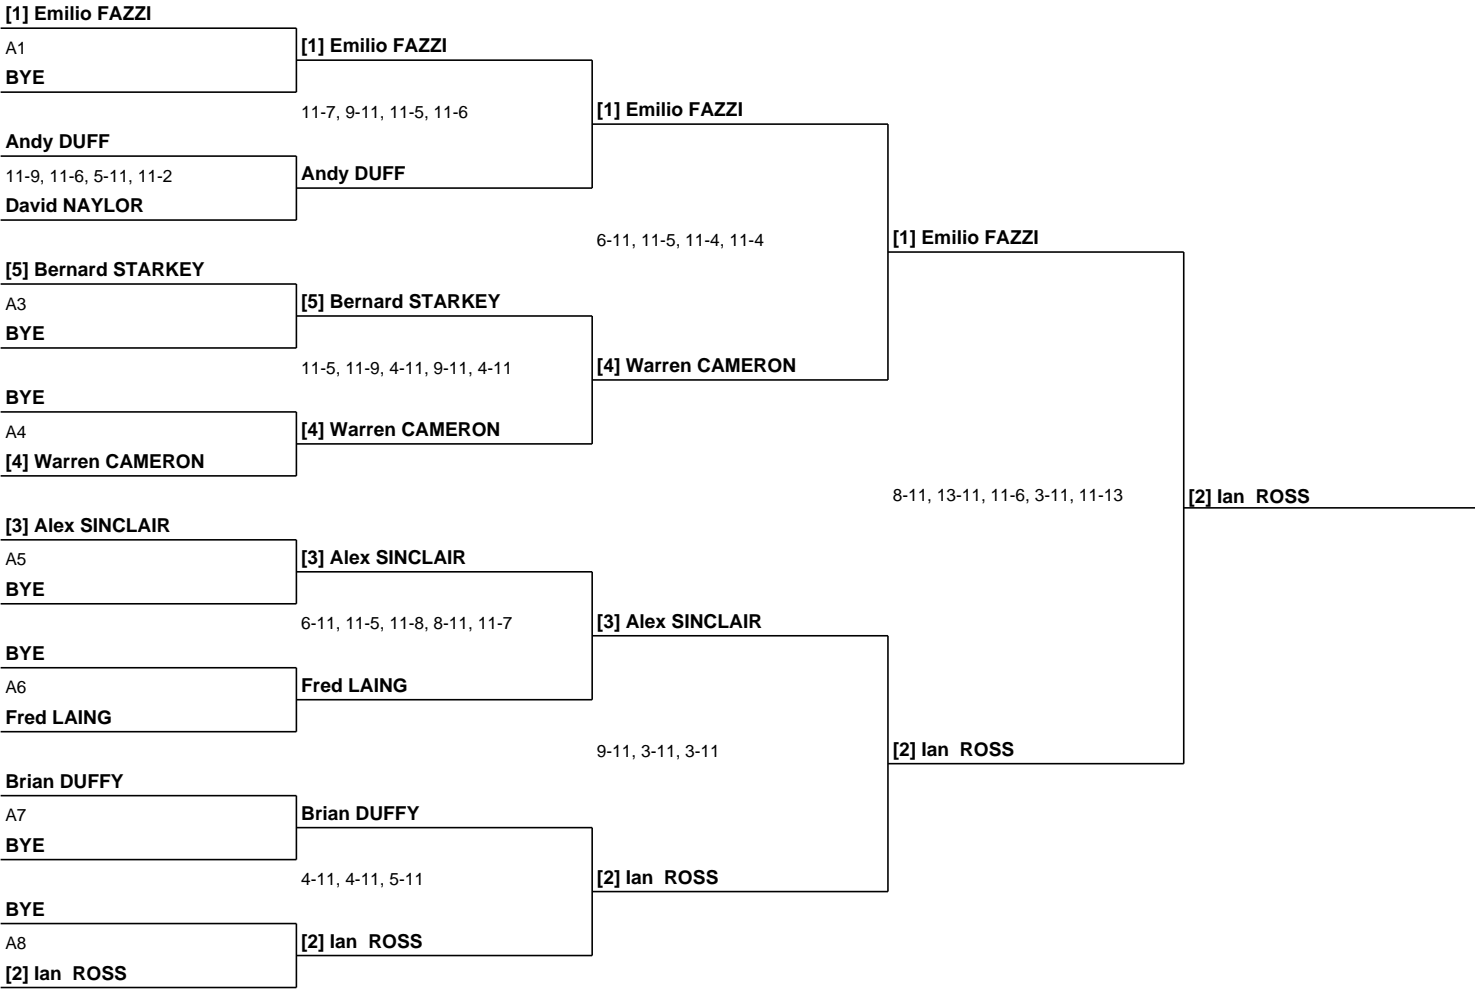 [1] Emilio FAZZI
A1
[1] Emilio FAZZI
BYE
11-7, 9-11, 11-5, 11-6
[1] Emilio FAZZI
Andy DUFF
11-9, 11-6, 5-11, 11-2
Andy DUFF
David NAYLOR
6-11, 11-5, 11-4, 11-4
[1] Emilio FAZZI
[5] Bernard STARKEY
A3
[5] Bernard STARKEY
BYE
11-5, 11-9, 4-11, 9-11, 4-11
[4] Warren CAMERON
BYE
A4
[4] Warren CAMERON
[4] Warren CAMERON
8-11, 13-11, 11-6, 3-11, 11-13
[2] Ian ROSS
[3] Alex SINCLAIR
A5
[3] Alex SINCLAIR
BYE
6-11, 11-5, 11-8, 8-11, 11-7
[3] Alex SINCLAIR
BYE
A6
Fred LAING
Fred LAING
9-11, 3-11, 3-11
[2] Ian ROSS
Brian DUFFY
A7
Brian DUFFY
BYE
4-11, 4-11, 5-11
[2] Ian ROSS
BYE
A8
[2] Ian ROSS
[2] Ian ROSS